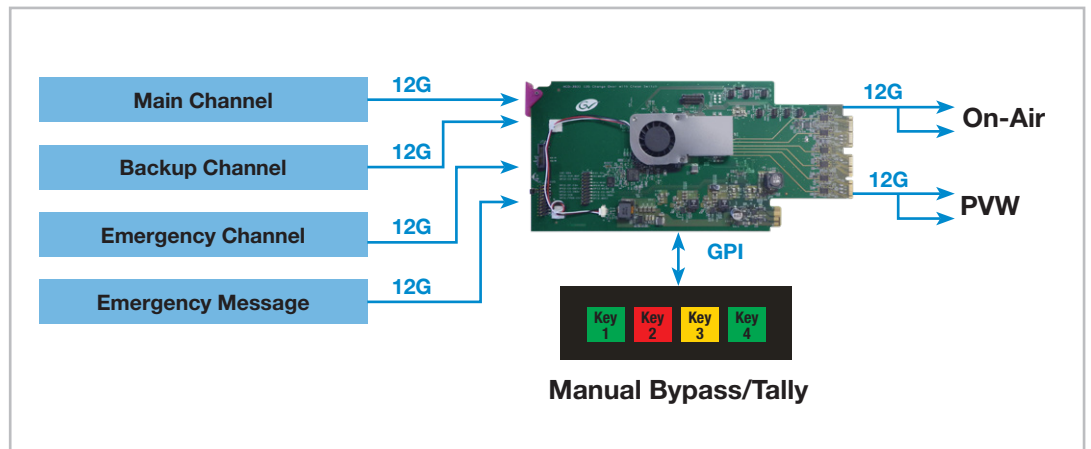 Main Channel
12G
Backup Channel
12G
Emergency Channel
12G
Emergency Message
12G
12G
On-Air
12G
PVW
GPI
Key
1
Key
2
Key
3
Key
4
Manual Bypass/Tally